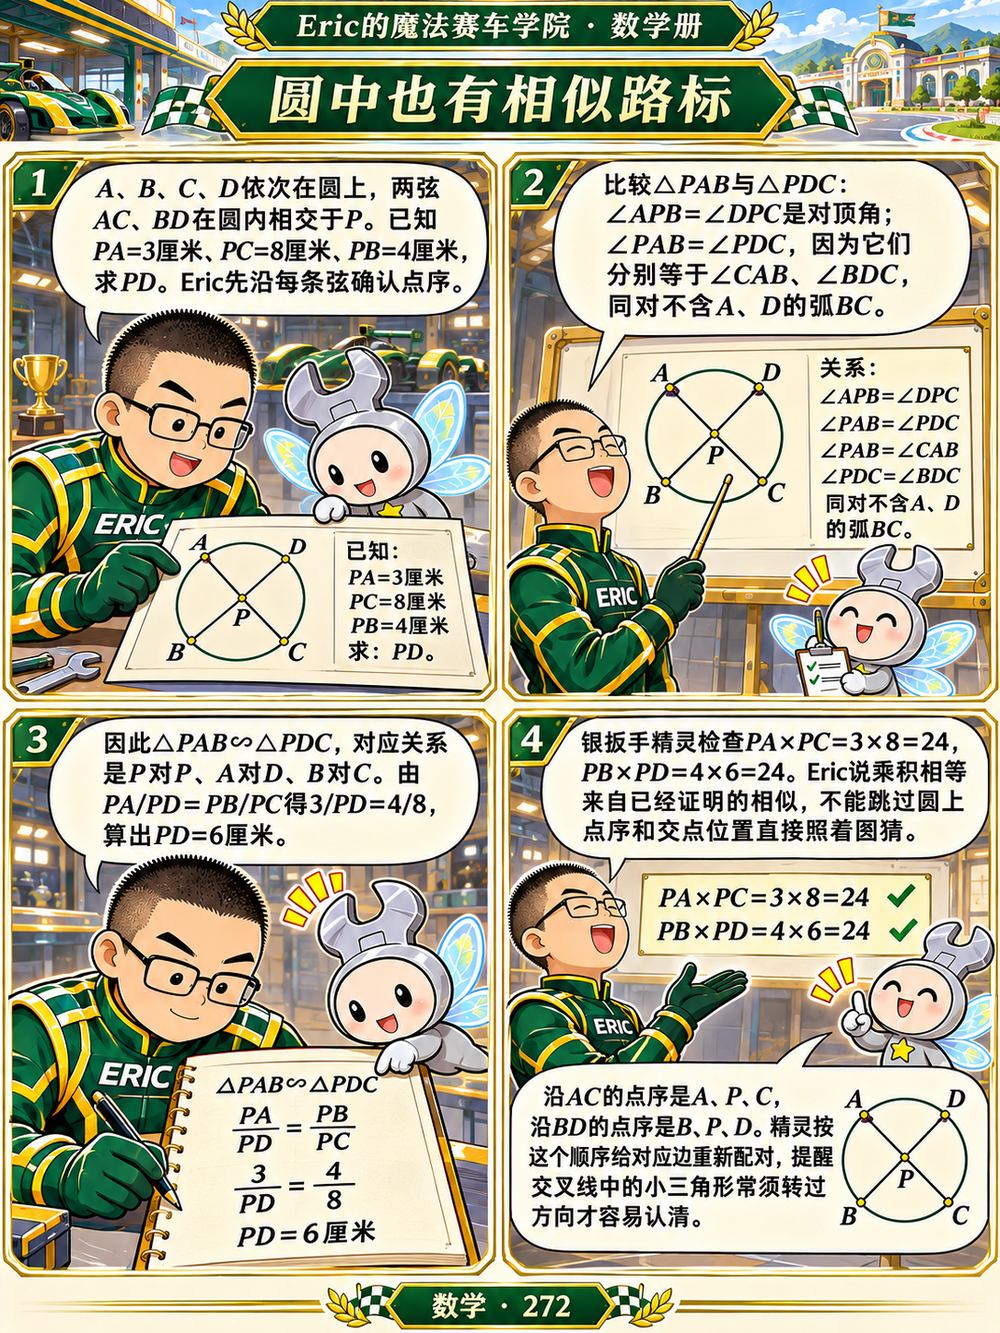 Eric的魔法赛车学院 · 数学册
圆中也有相似路标
1
A、B、C、D依次在圆上，两弦
AC、BD在圆内相交于P。已知
PA=3厘米、PC=8厘米、PB=4厘米，
求PD。Eric先沿每条弦确认点序。
ERIC
A
D
P
B
C
已知：
PA=3厘米
PC=8厘米
PB=4厘米
求：PD。
2
比较△PAB与△PDC：
∠APB=∠DPC是对顶角；
∠PAB=∠PDC，因为它们
分别等于∠CAB、∠BDC，
同对不含A、D的弧BC。
A
D
P
B
C
关系：
∠APB=∠DPC
∠PAB=∠PDC
∠PAB=∠CAB
∠PDC=∠BDC
同对不含A、D
的弧BC。
ERIC
3
因此△PAB∽△PDC，对应关系
是P对P、A对D、B对C。由
PA/PD=PB/PC得3/PD=4/8，
算出PD=6厘米。
ERIC
△PAB∽△PDC
PA/PD=PB/PC
3/PD=4/8
PD=6厘米
4
银扳手精灵检查PA×PC=3×8=24，
PB×PD=4×6=24。Eric说乘积相等
来自已经证明的相似，不能跳过圆上
点序和交点位置直接照着图猜。
PA×PC=3×8=24 ✓
PB×PD=4×6=24 ✓
ERIC
沿AC的点序是A、P、C，
沿BD的点序是B、P、D。精灵按
这个顺序给对应边重新配对，提醒
交叉线中的小三角形常须转过
方向才容易认清。
A
D
P
B
C
数学 · 272